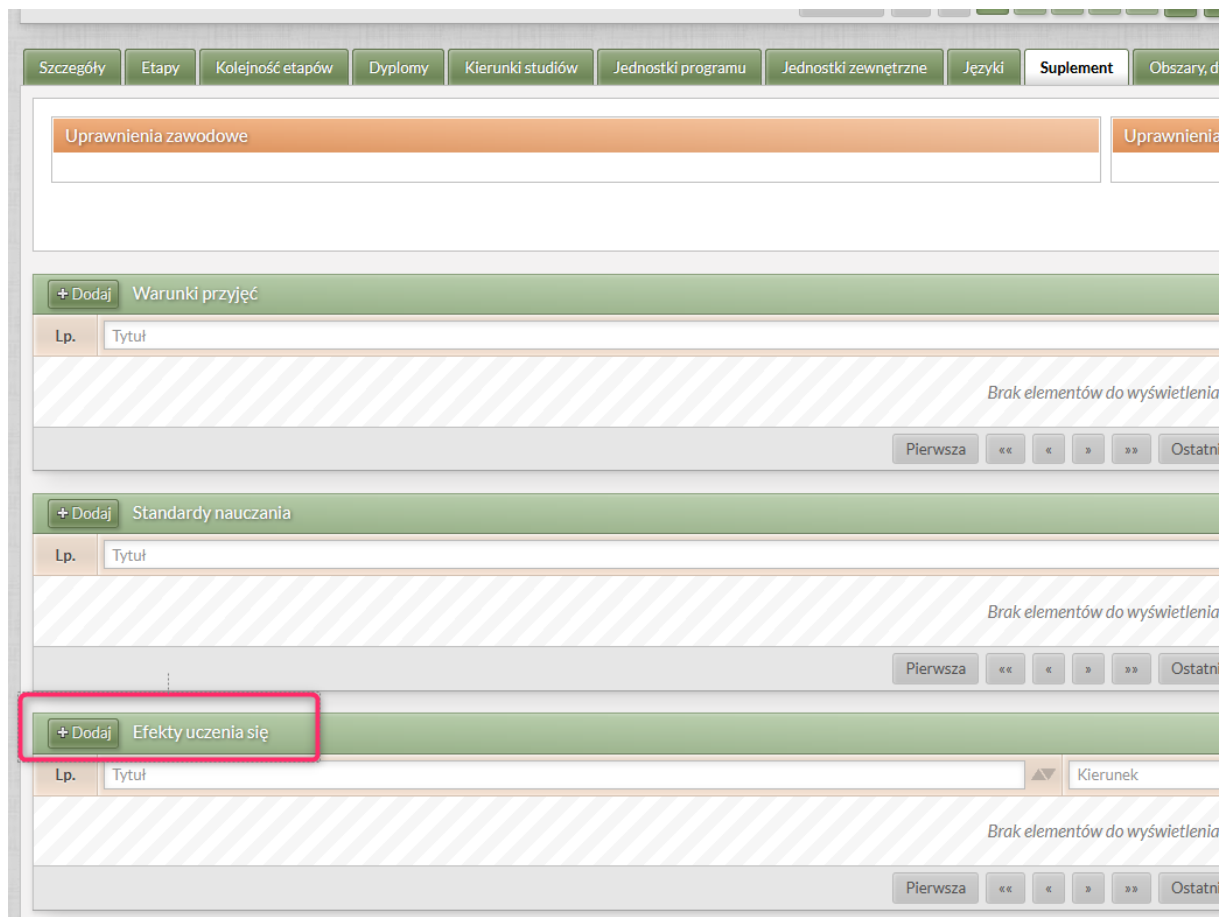 Szczegóły Etapy Kolejność etapów Dyplomy Kierunki studiów Jednostki programu Jednostki zewnętrzne Języki Suplement Obszary, d
Uprawnienia zawodowe Uprawnienia
+ Dodaj Warunki przyjęć
Lp. Tytuł
Brak elementów do wyświetlenia
Pierwsza «« « » »» Ostatni
+ Dodaj Standardy nauczania
Lp. Tytuł
Brak elementów do wyświetlenia
Pierwsza «« « » »» Ostatni
+ Dodaj Efekty uczenia się
Lp. Tytuł Kierunek
Brak elementów do wyświetlenia
Pierwsza «« « » »» Ostatni